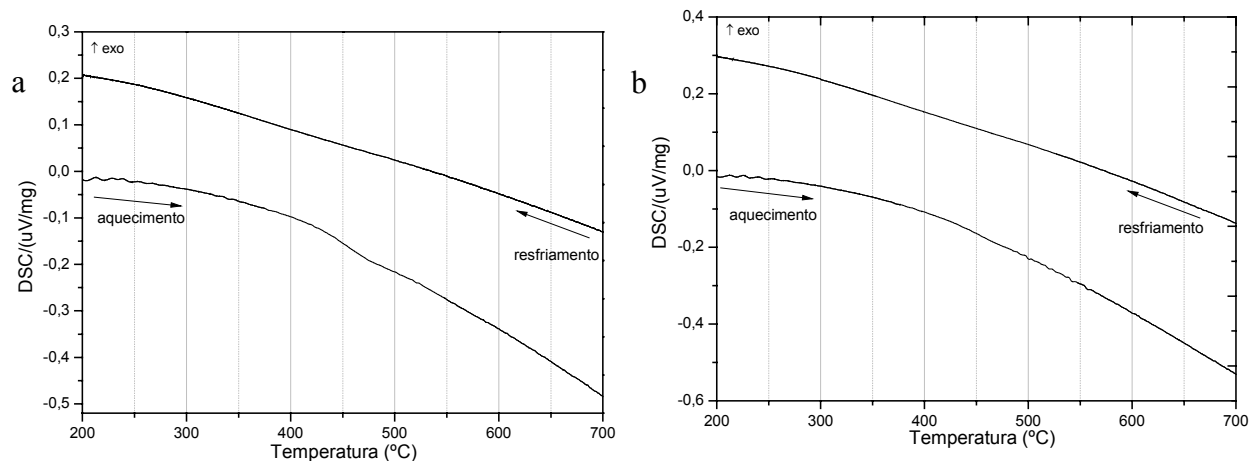 a
↑ exo
0,3
0,2
0,1
0,0
-0,1
-0,2
-0,3
-0,4
-0,5
DSC/(uV/mg)
aquecimento
resfriamento
200 300 400 500 600 700
Temperatura (ºC)
b
↑ exo
0,4
0,2
0,0
-0,2
-0,4
-0,6
DSC/(uV/mg)
aquecimento
resfriamento
200 300 400 500 600 700
Temperatura (ºC)